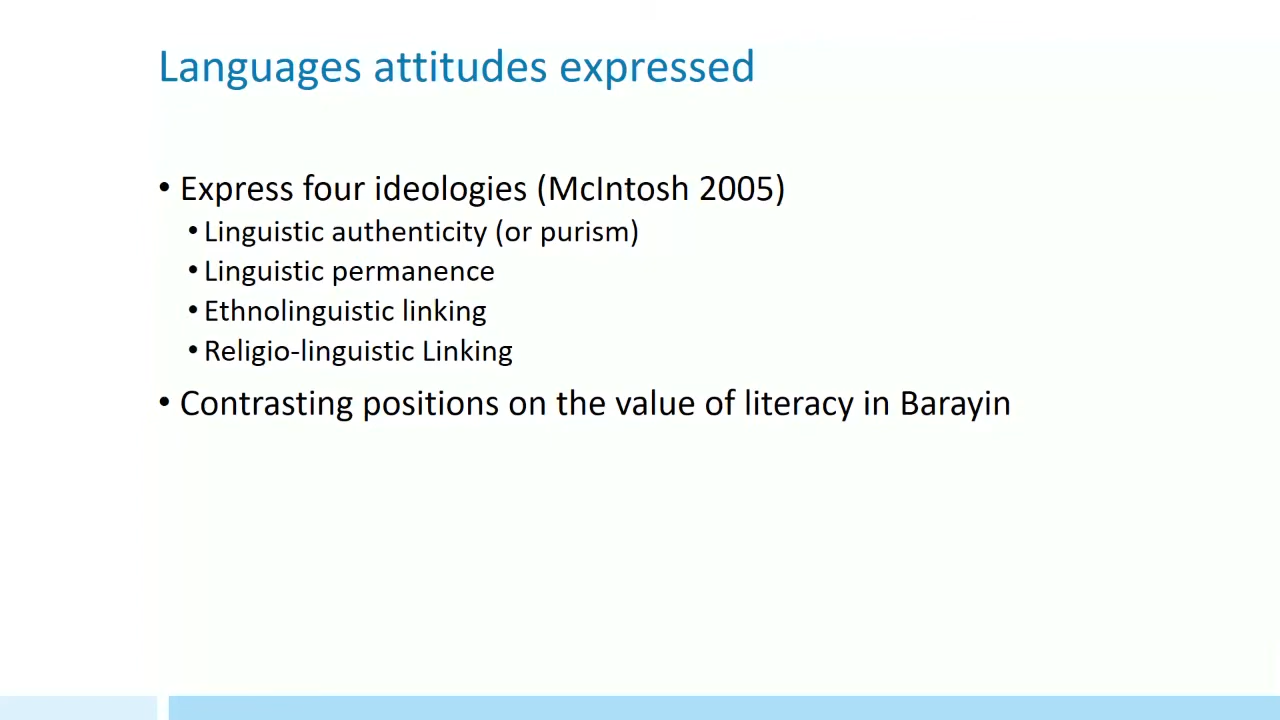 Languages attitudes expressed
• Express four ideologies (McIntosh 2005)
• Linguistic authenticity (or purism)
• Linguistic permanence
• Ethnolinguistic linking
• Religio-linguistic Linking
• Contrasting positions on the value of literacy in Barayin